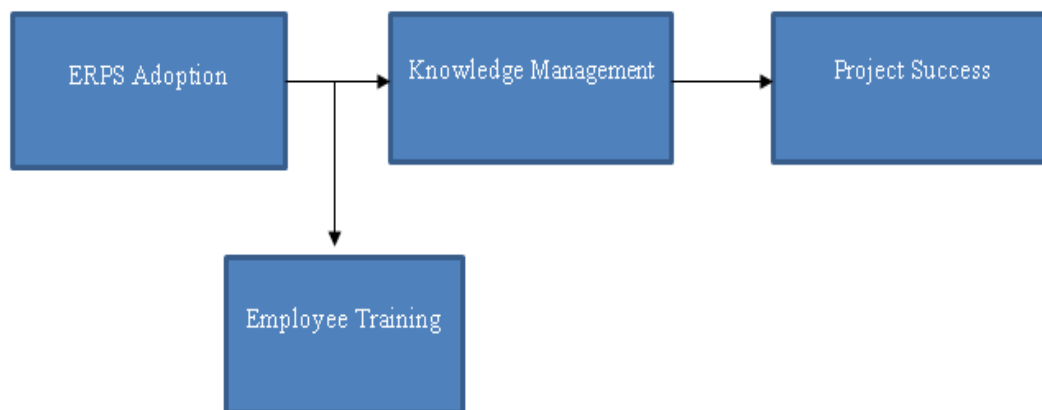 ERPS Adoption
Knowledge Management
Project Success
Employee Training